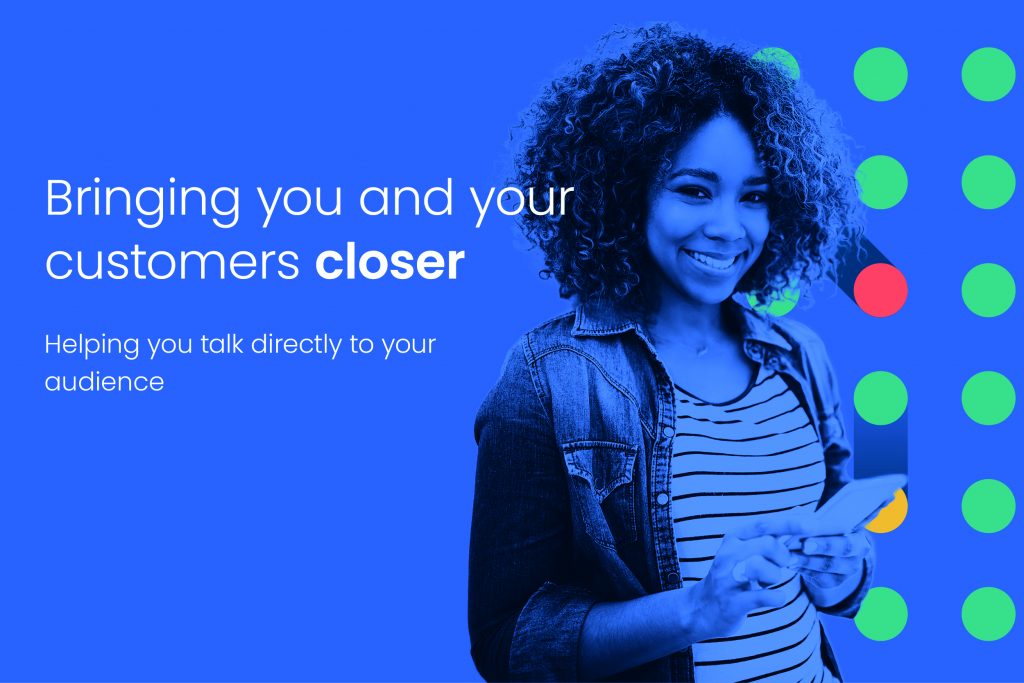 Bringing you and your
customers closer
Helping you talk directly to your
audience